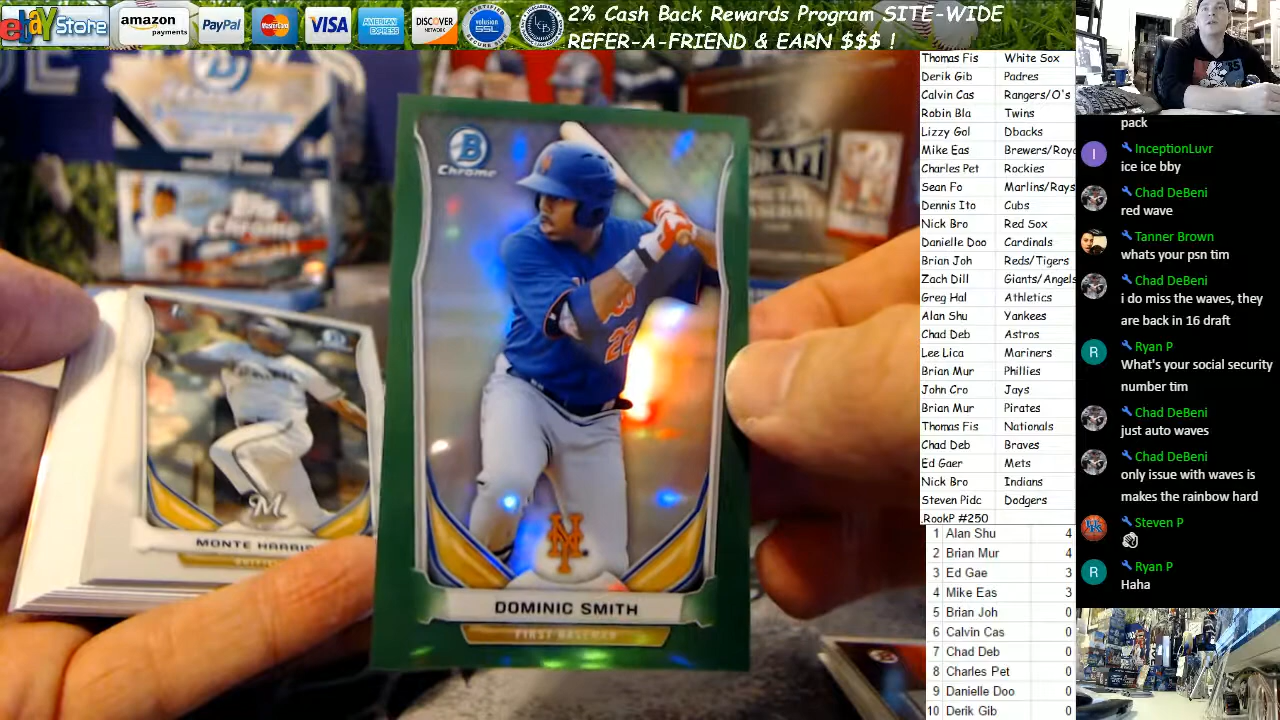 ebay Store
amazon
payments
PayPal
MasterCard
VISA
AMERICAN
EXPRESS
DISCOVER
NETWORK
volusion
SSL
CERTIFIED
2% Cash Back Rewards Program SITE-WIDE
REFER-A-FRIEND & EARN $$$ !
Thomas Fis White Sox
Derik Gib Padres
Calvin Cas Rangers/O's
Robin Bla Twins
Lizzy Gol Dbacks
Mike Eas Brewers/Roya
Charles Pet Rockies
Sean Fo Marlins/Rays
Dennis Ito Cubs
Nick Bro Red Sox
Danielle Doo Cardinals
Brian Joh Reds/Tigers
Zach Dill Giants/Angels
Greg Hal Athletics
Alan Shu Yankees
Chad Deb Astros
Lee Lica Mariners
Brian Mur Phillies
John Cro Jays
Brian Mur Pirates
Thomas Fis Nationals
Chad Deb Braves
Ed Gaer Mets
Nick Bro Indians
Steven Pidc Dodgers
RookP #250
1 Alan Shu 4
2 Brian Mur 4
3 Ed Gae 3
4 Mike Eas 3
5 Brian Joh 0
6 Calvin Cas 0
7 Chad Deb 0
8 Charles Pet 0
9 Danielle Doo 0
10 Derik Gib 0
pack
I
InceptionLuvr
ice ice bby
Chad DeBeni
red wave
Tanner Brown
whats your psn tim
Chad DeBeni
i do miss the waves, they
are back in 16 draft
R
Ryan P
What's your social security
number tim
Chad DeBeni
just auto waves
Chad DeBeni
only issue with waves is
makes the rainbow hard
Steven P
R
Ryan P
Haha
B
Chrome
22
NY
DOMINIC SMITH
FIRST BASEMAN
M
MONTE HARRIS
DRAFT